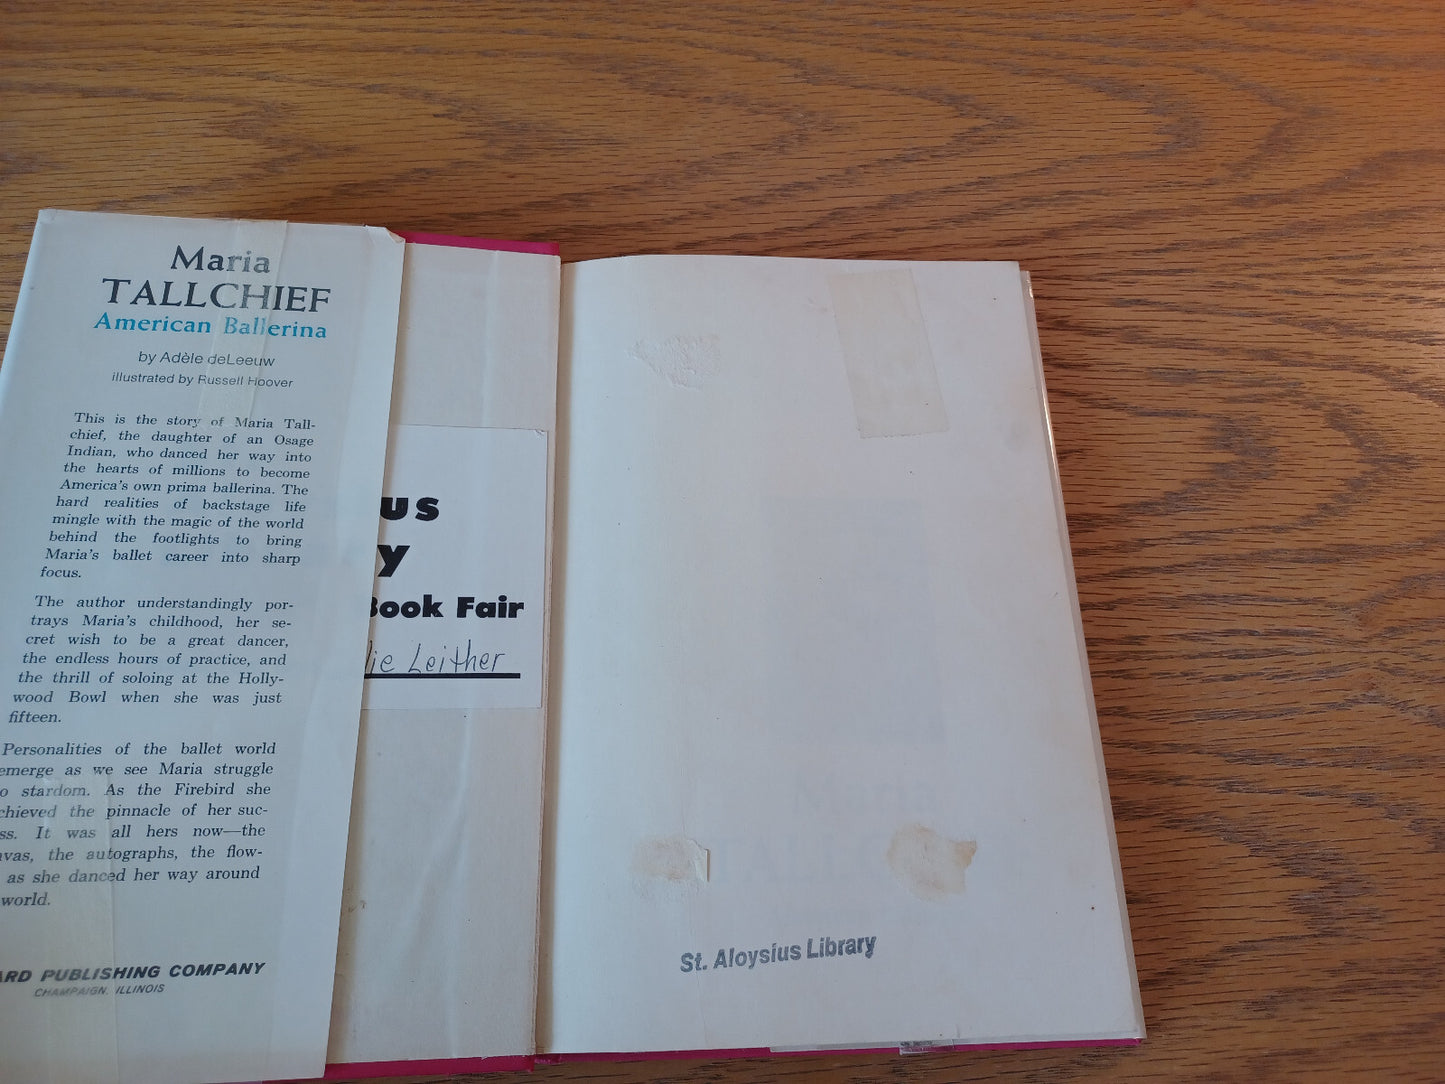 Maria
TALLCHIEF
American Ballerina
by Adèle deLeeuw
illustrated by Russell Hoover
This is the story of Maria Tall-
chief, the daughter of an Osage
Indian, who danced her way into
the hearts of millions to become
America's own prima ballerina. The
hard realities of backstage life
mingle with the magic of the world
behind the footlights to bring
Maria's ballet career into sharp
focus.
The author understandingly por-
trays Maria's childhood, her se-
cret wish to be a great dancer,
the endless hours of practice, and
the thrill of soloing at the Holly-
wood Bowl when she was just
fifteen.
Personalities of the ballet world
emerge as we see Maria struggle
o stardom. As the Firebird she
chieved the pinnacle of her suc-
ss. It was all hers now—the
vas, the autographs, the flow-
as she danced her way around
world.
ARD PUBLISHING COMPANY
CHAMPAIGN, ILLINOIS
us
y
Book Fair
lie Leither
St. Aloysius Library